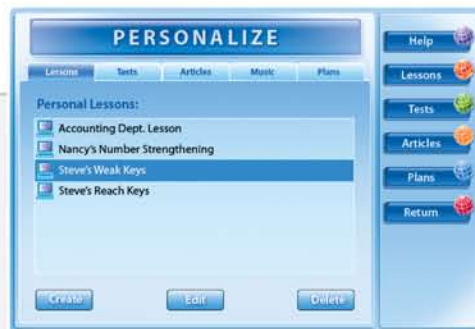 PERSONALIZE
Lessons Tests Articles Music Plans
Personal Lessons:
Accounting Dept. Lesson
Nancy's Number Strengthening
Steve's Weak Keys
Steve's Reach Keys
Create Edit Delete
Help
Lessons
Tests
Articles
Plans
Return